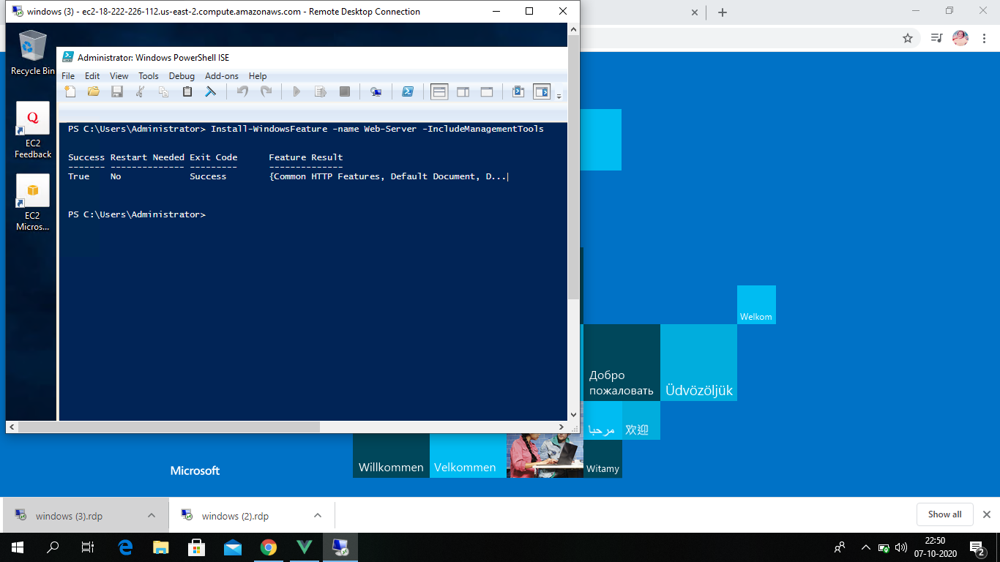 windows (3) - ec2-18-222-226-112.us-east-2.compute.amazonaws.com - Remote Desktop Connection
Recycle Bin
Administrator: Windows PowerShell ISE
File Edit View Tools Debug Add-ons Help
PS C:\Users\Administrator> Install-WindowsFeature -name Web-Server -IncludeManagementTools
Success Restart Needed Exit Code Feature Result
------- -------------- --------- --------------
True No Success {Common HTTP Features, Default Document, D...
PS C:\Users\Administrator>
Q
EC2
Feedback
EC2
Micros...
Welkom
Добро
пожаловать
Üdvözöljük
مرحبا
欢迎
Willkommen
Velkommen
Witamy
Microsoft
windows (3).rdp
windows (2).rdp
Show all
22:50
07-10-2020
2